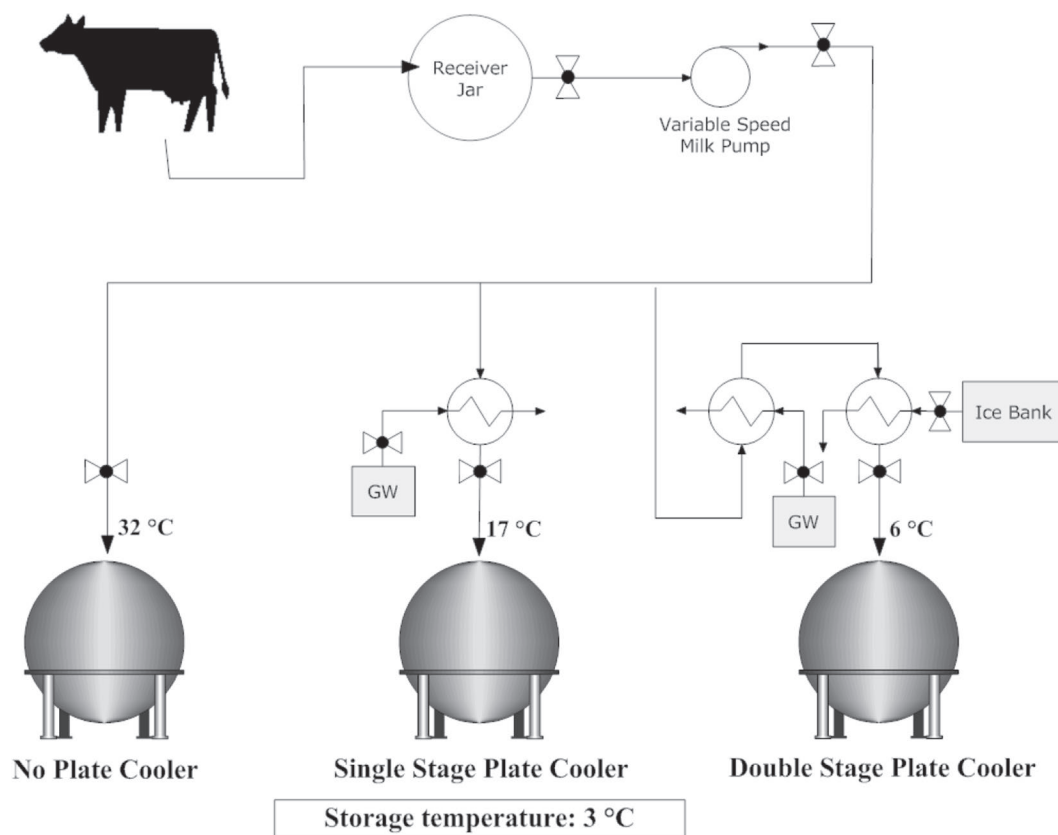 Receiver
Jar
Variable Speed
Milk Pump
Ice Bank
GW
GW
32 °C
17 °C
6 °C
No Plate Cooler
Single Stage Plate Cooler
Double Stage Plate Cooler
Storage temperature: 3 °C